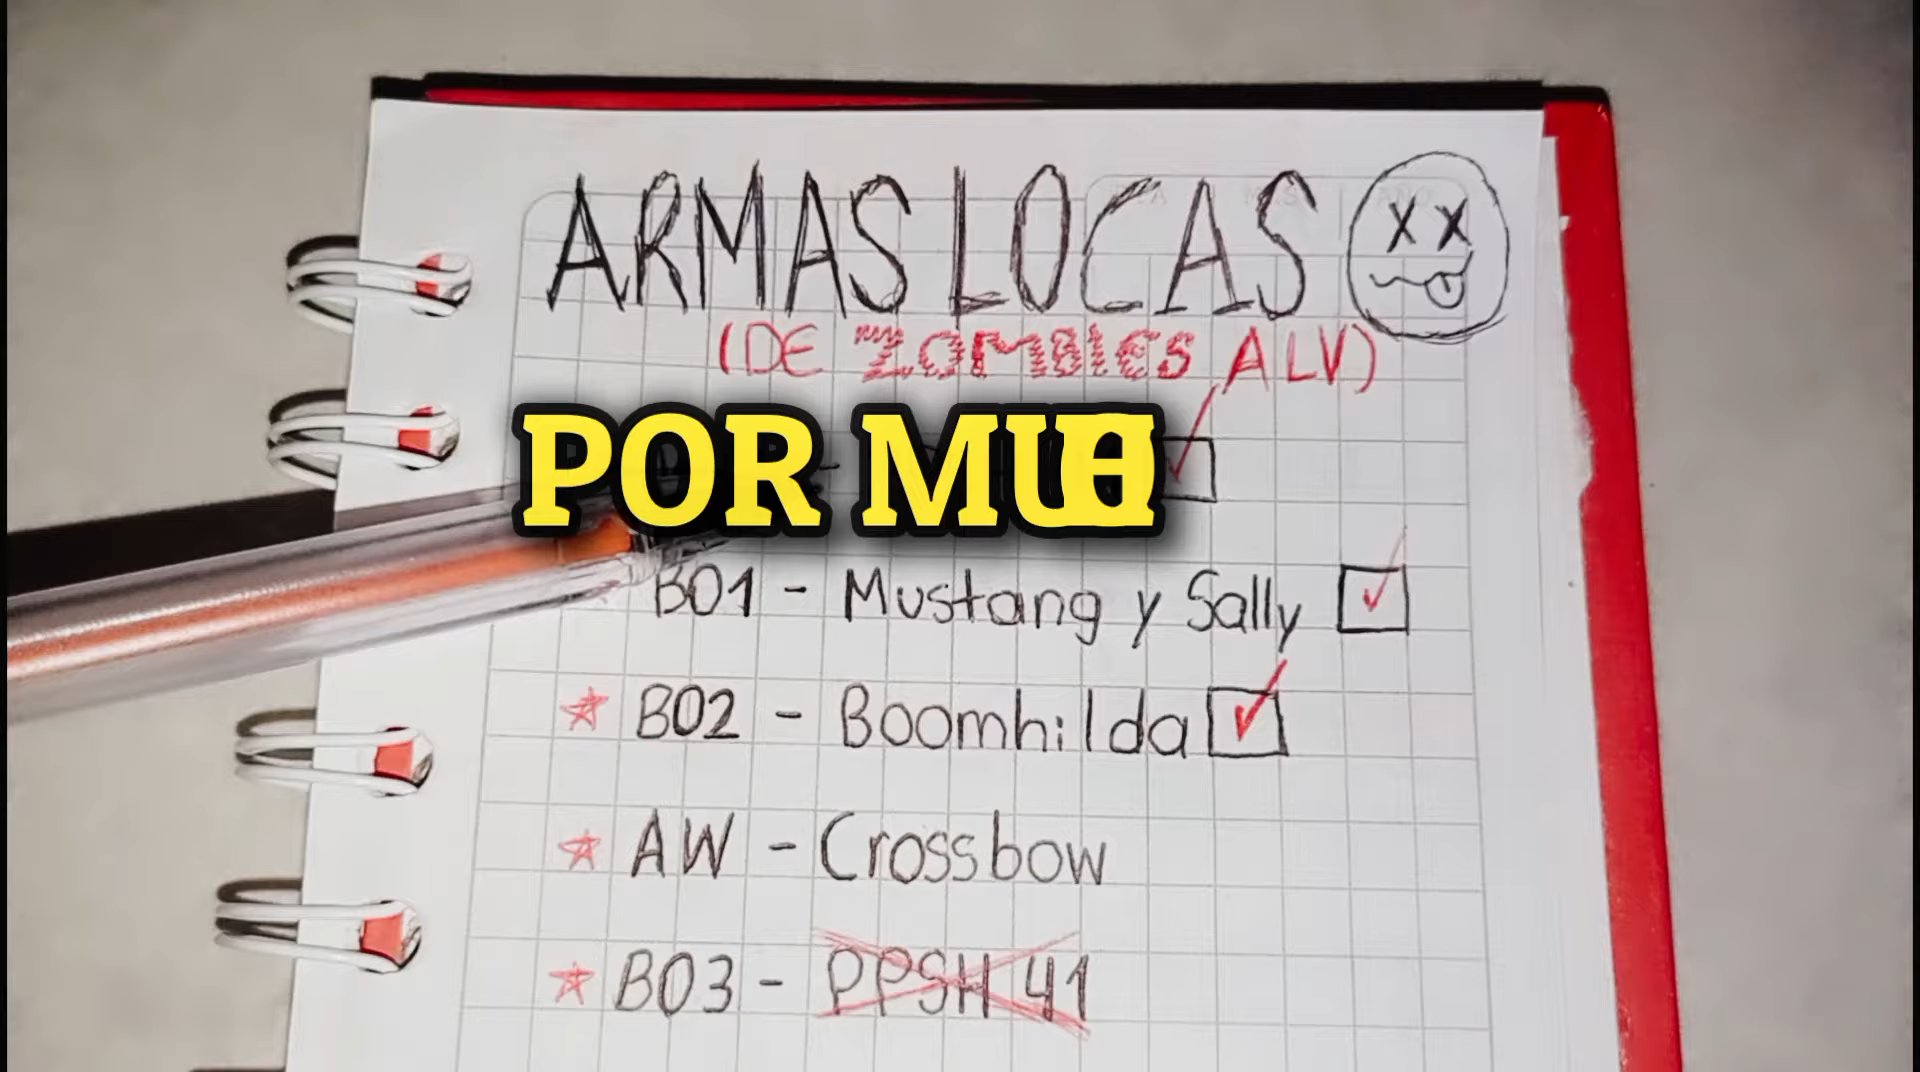 ARMAS LOCAS
(DE ZOMBIES ALV)
POR MU
BO1 - Mustang y Sally
BO2 - Boomhilda
AW - Crossbow
BO3 - PPSH 41